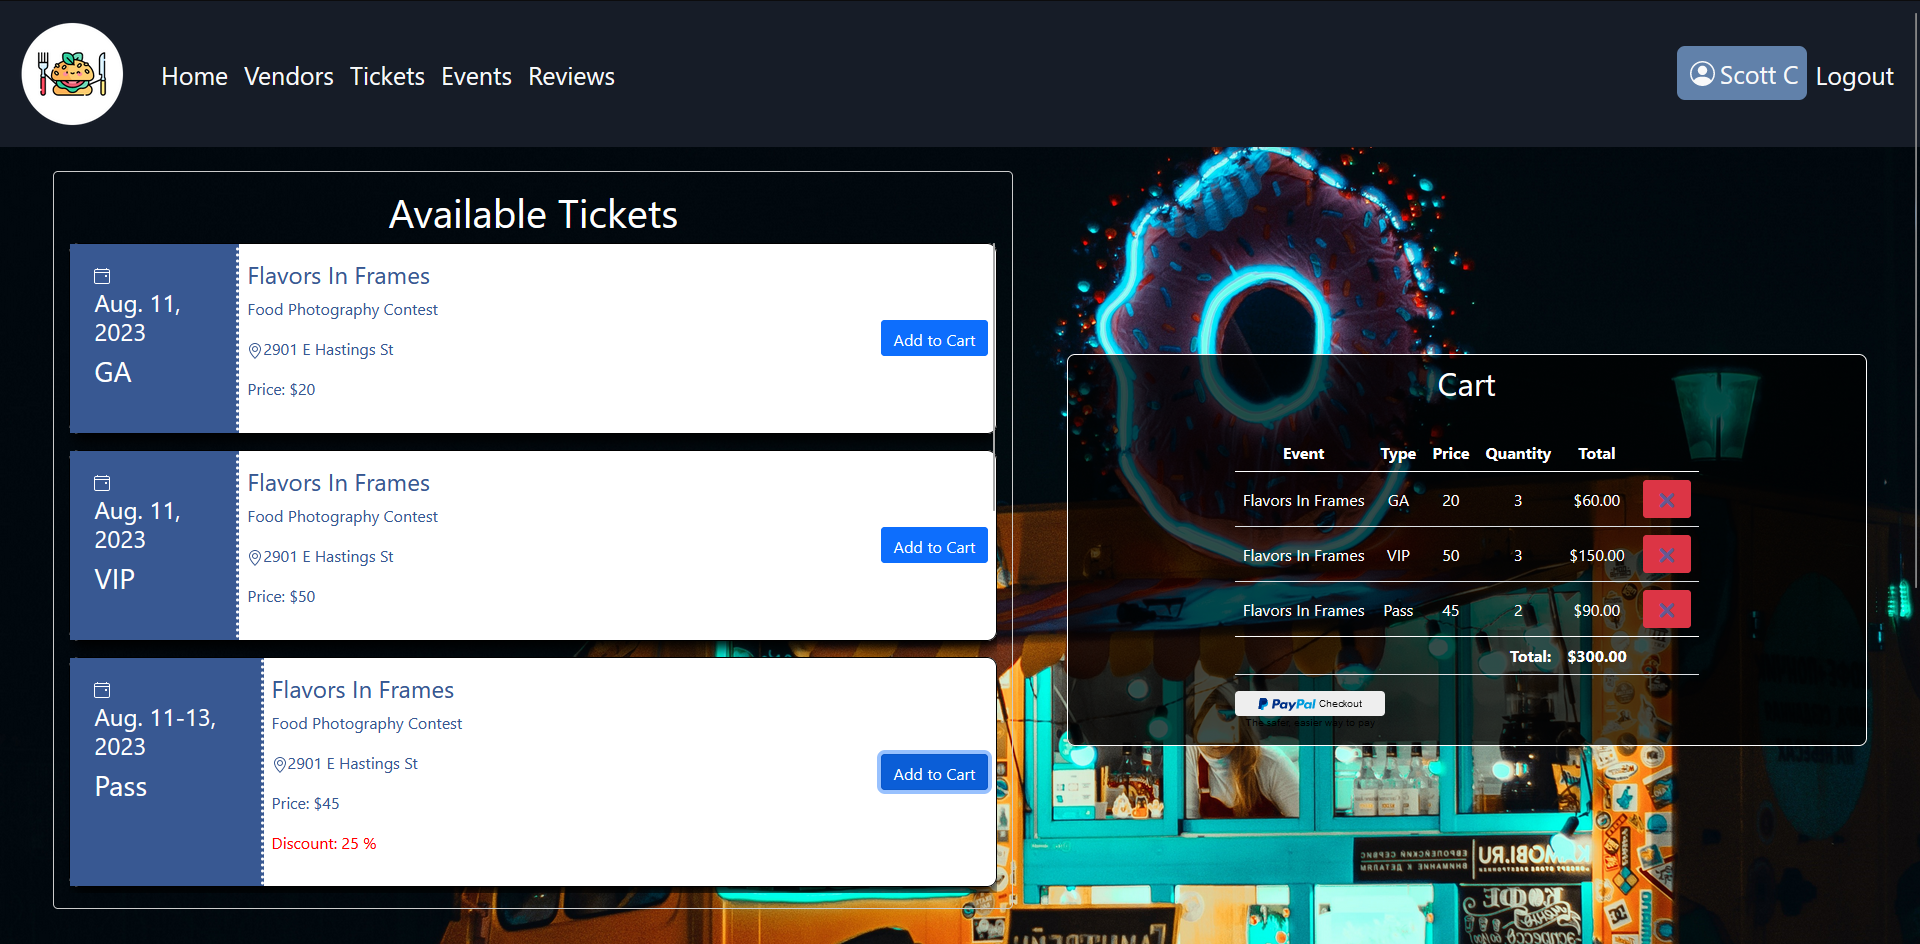 Home Vendors Tickets Events Reviews
Scott C Logout
Available Tickets
Aug. 11,
2023
GA
Flavors In Frames
Food Photography Contest
2901 E Hastings St
Price: $20
Add to Cart
Aug. 11,
2023
VIP
Flavors In Frames
Food Photography Contest
2901 E Hastings St
Price: $50
Add to Cart
Aug. 11-13,
2023
Pass
Flavors In Frames
Food Photography Contest
2901 E Hastings St
Price: $45
Discount: 25 %
Add to Cart
Cart
Event Type Price Quantity Total
Flavors In Frames GA 20 3 $60.00
Flavors In Frames VIP 50 3 $150.00
Flavors In Frames Pass 45 2 $90.00
Total: $300.00
PayPal Checkout
The safer, easier way to pay
ЕВРОПЕЙСКИЙ СЕРВИС
ВНИМАНИЕ К ДЕТАЛЯМ
КОФЕ